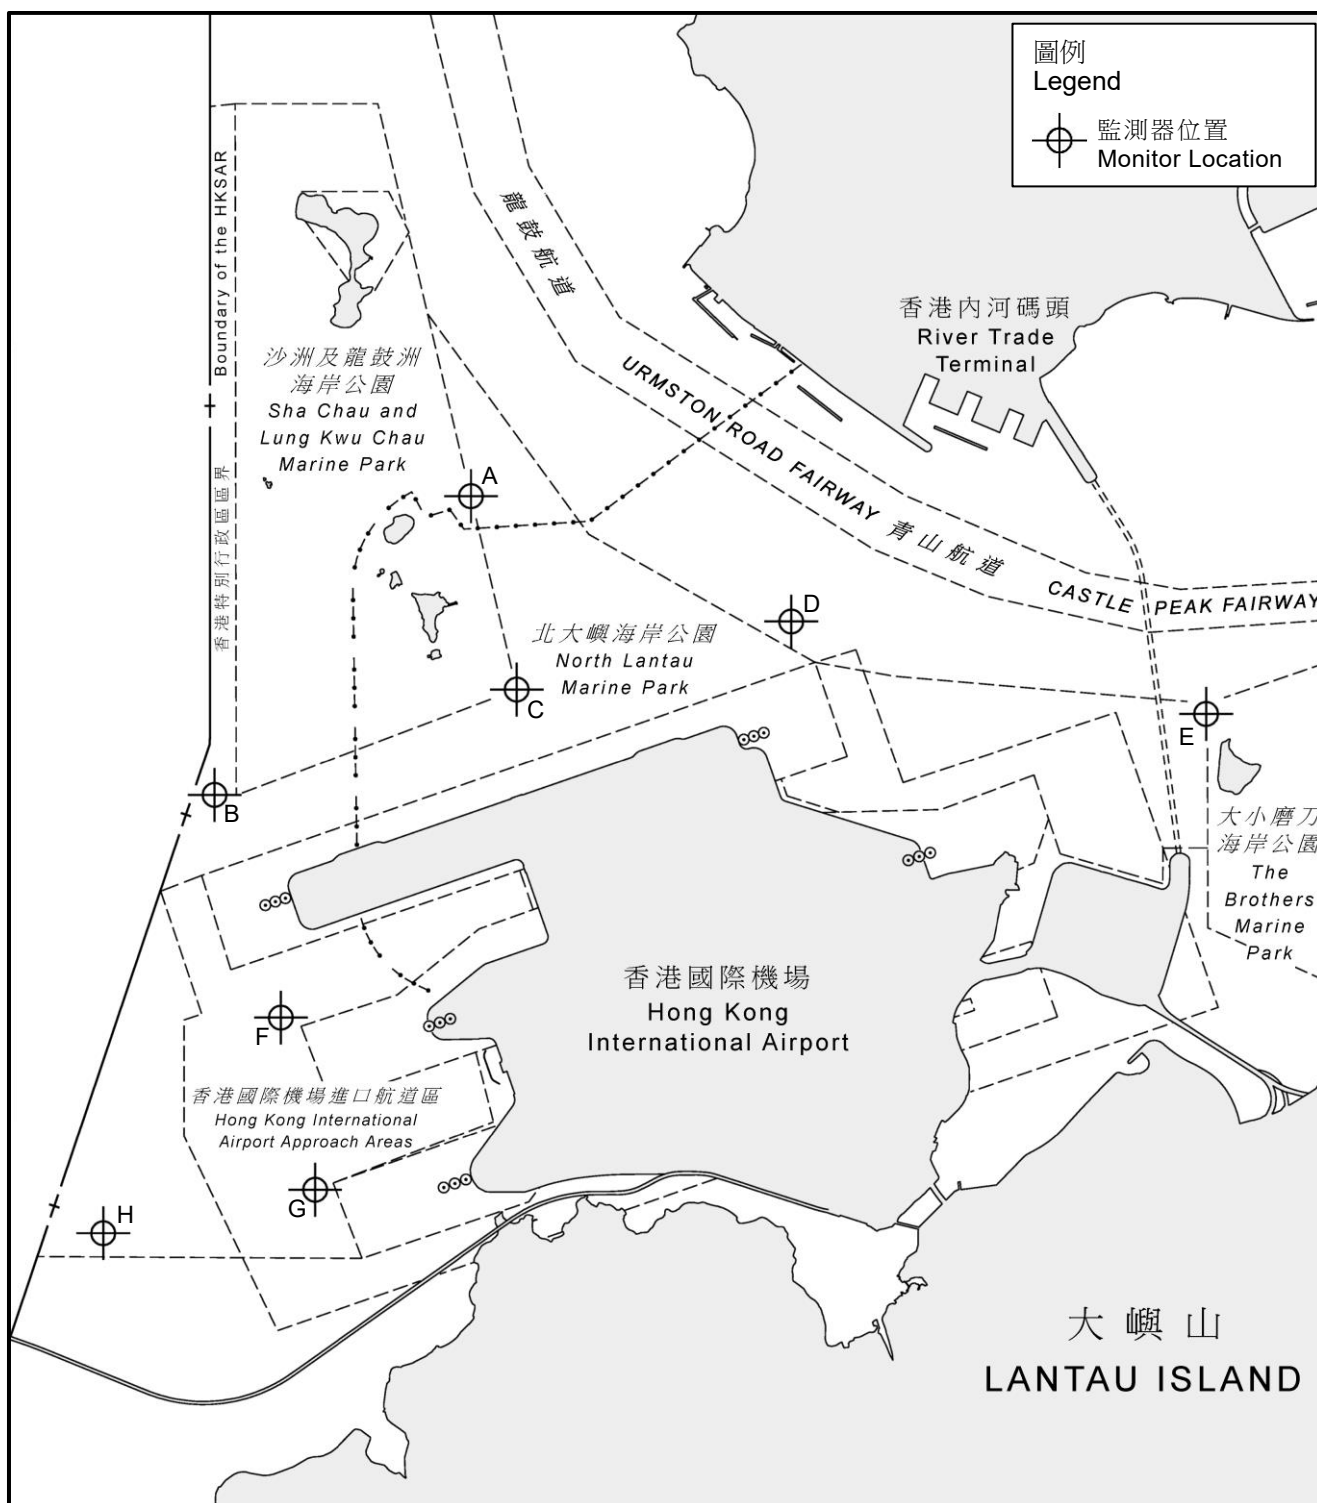 圖例
Legend
監測器位置
Monitor Location
Boundary of the HKSAR
香港特別行政區區界
龍鼓航道
香港內河碼頭
River Trade
Terminal
沙洲及龍鼓洲
海岸公園
Sha Chau and
Lung Kwu Chau
Marine Park
URMSTON ROAD FAIRWAY 青山航道
CASTLE PEAK FAIRWAY
A
D
北大嶼海岸公園
North Lantau
Marine Park
C
E
B
大小磨刀
海岸公園
The
Brothers
Marine
Park
香港國際機場
Hong Kong
International Airport
F
香港國際機場進口航道區
Hong Kong International
Airport Approach Areas
G
H
大嶼山
LANTAU ISLAND